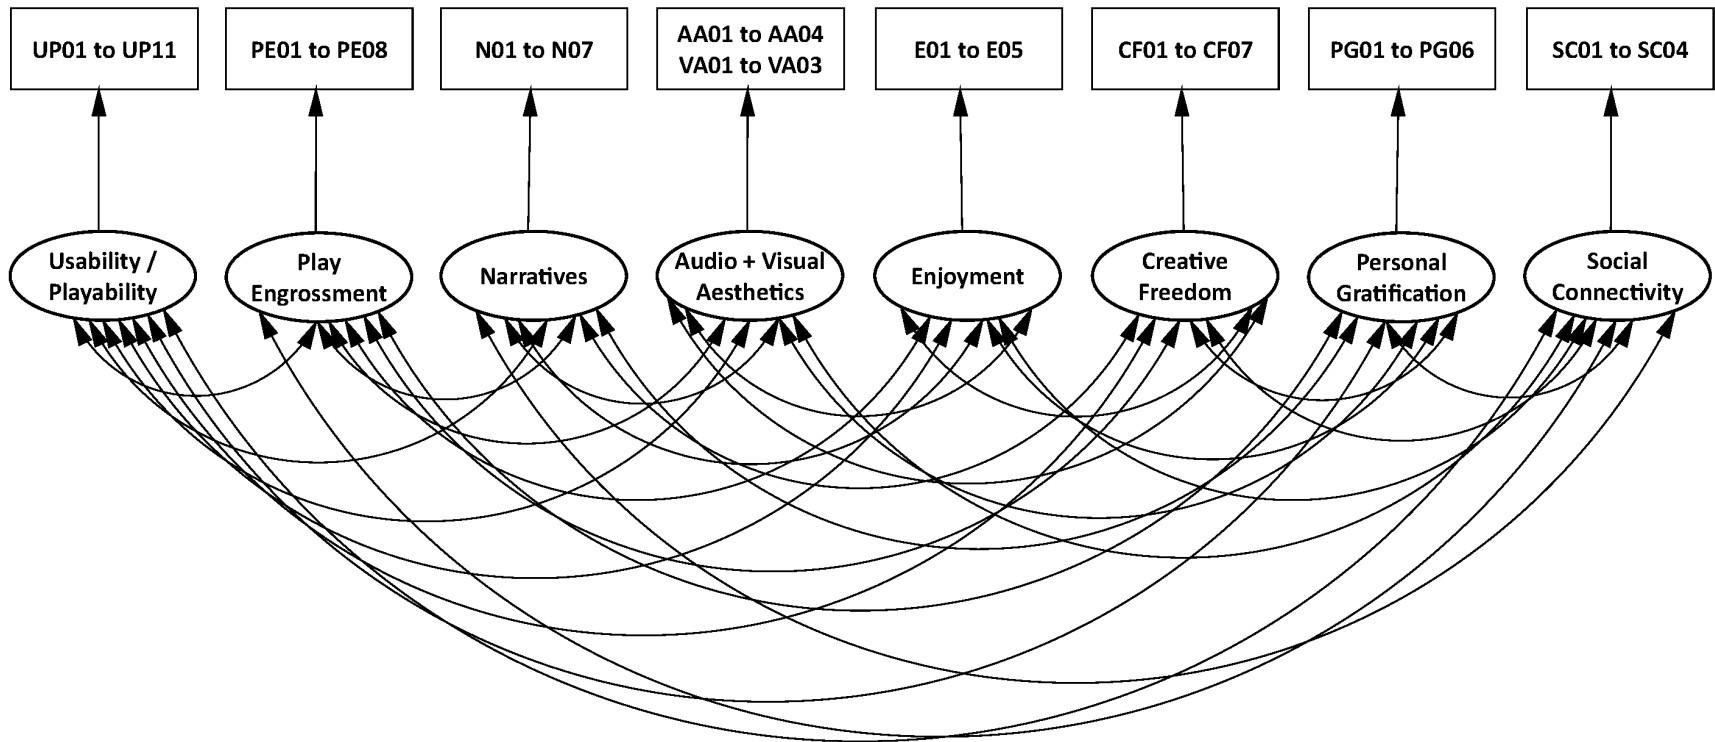 UP01 to UP11
PE01 to PE08
N01 to N07
AA01 to AA04
VA01 to VA03
E01 to E05
CF01 to CF07
PG01 to PG06
SC01 to SC04
Usability /
Playability
Play
Engrossment
Narratives
Audio + Visual
Aesthetics
Enjoyment
Creative
Freedom
Personal
Gratification
Social
Connectivity